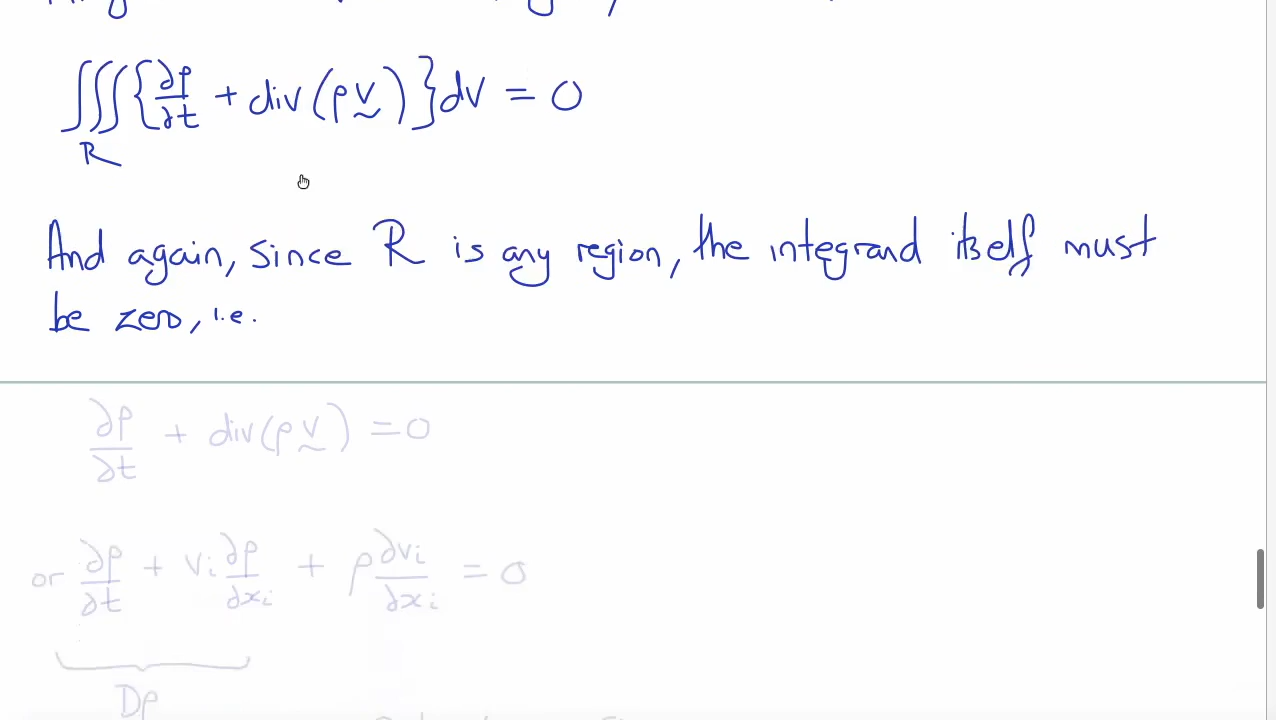 ∭_R {∂ρ/∂t + div(ρv̰)} dv = 0
And again, since R is any region, the integrand itself must
be zero, i.e.
∂ρ/∂t + div(ρv̰) = 0
or ∂ρ/∂t + vᵢ ∂ρ/∂xᵢ + ρ ∂vᵢ/∂xᵢ = 0
Dρ